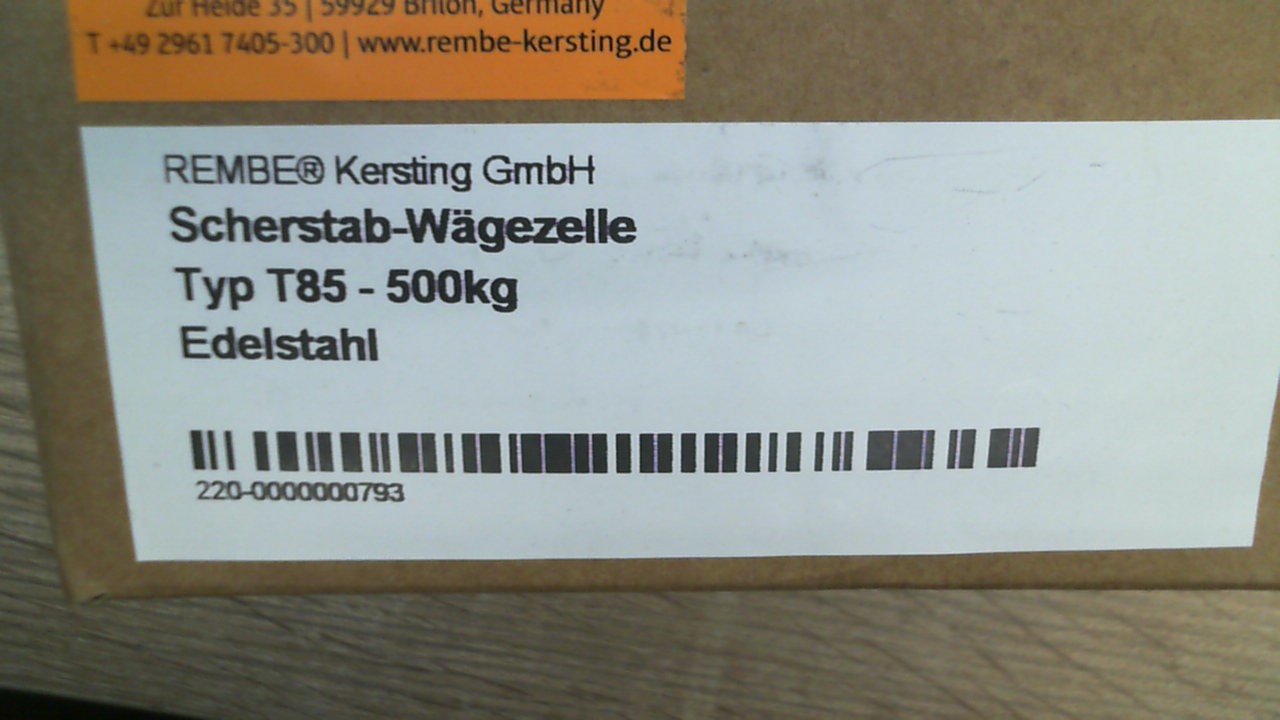 Zur Heide 35 | 59929 Brilon, Germany
T +49 2961 7405-300 | www.rembe-kersting.de
REMBE® Kersting GmbH
Scherstab-Wägezelle
Typ T85 - 500kg
Edelstahl
220-0000000793